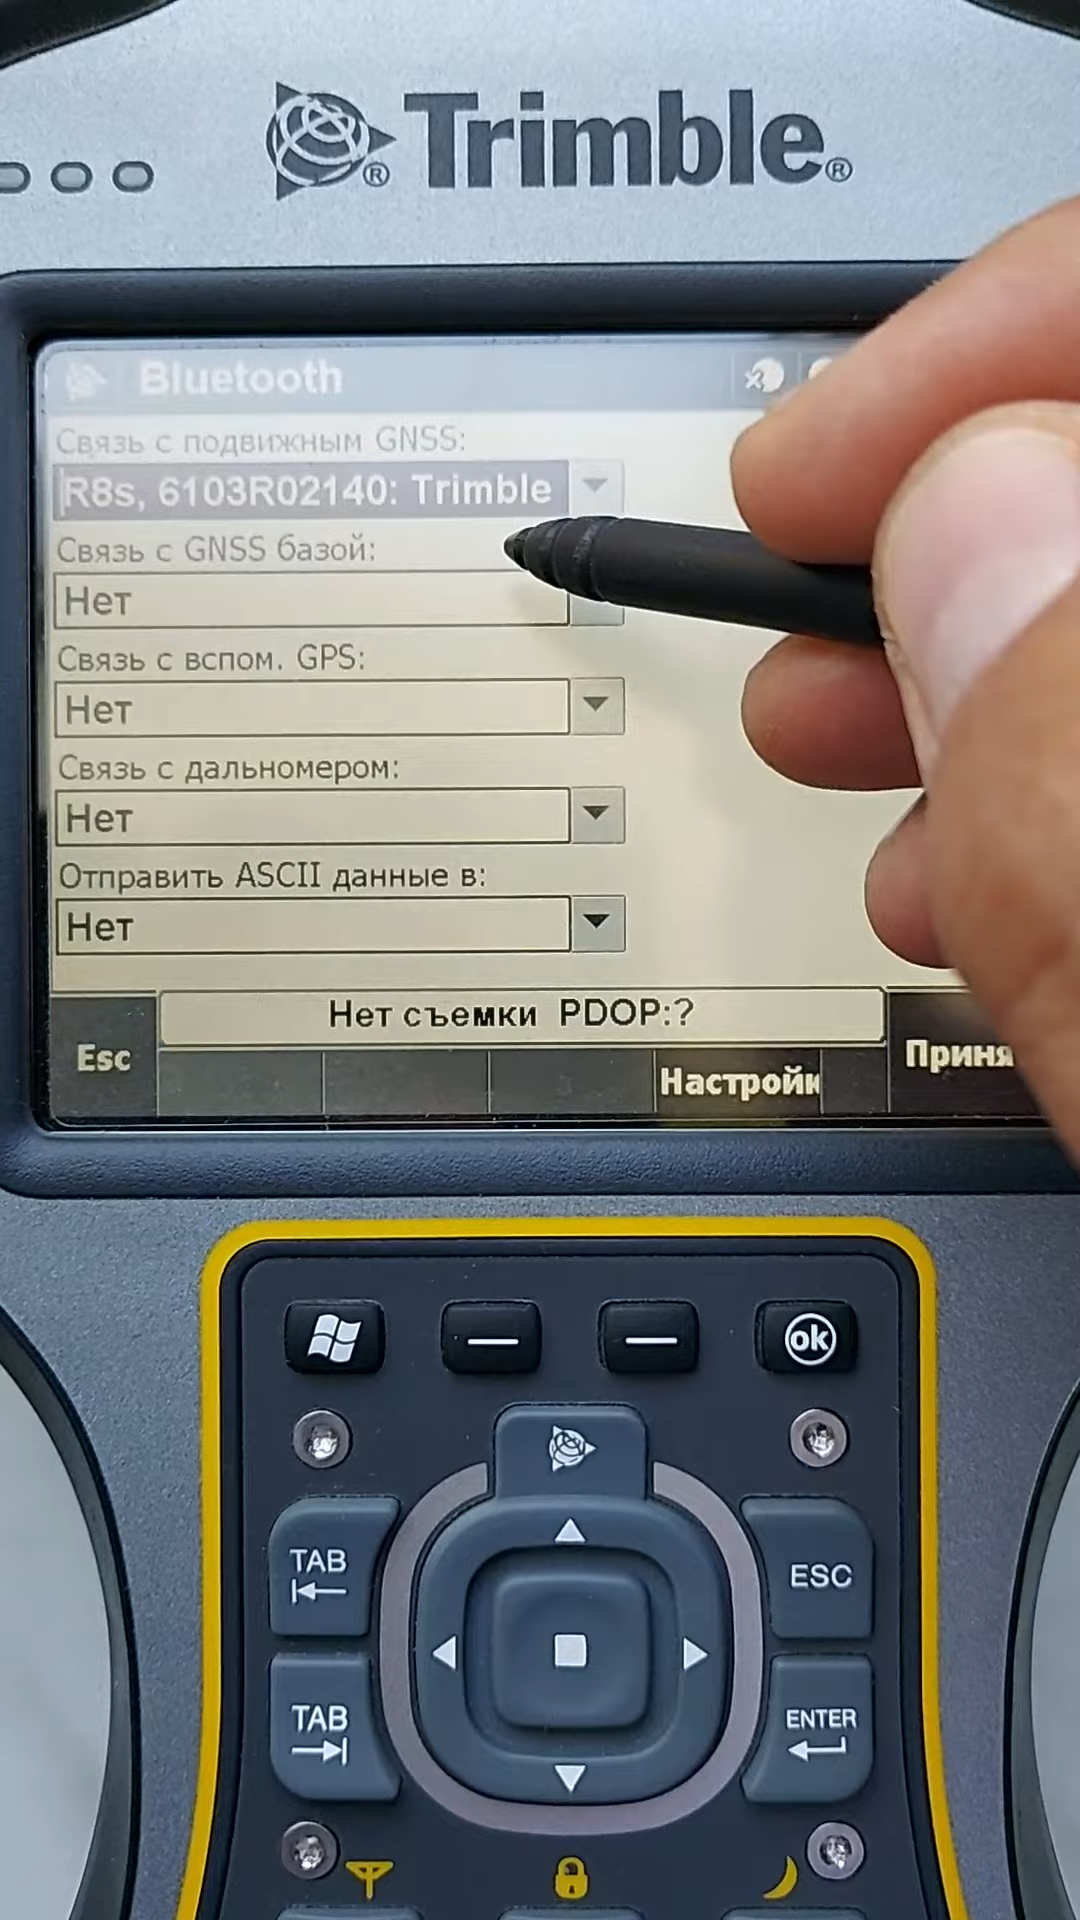 Trimble®
Bluetooth
Связь с подвижным GNSS:
R8s, 6103R02140: Trimble
Связь с GNSS базой:
Нет
Связь с вспом. GPS:
Нет
Связь с дальномером:
Нет
Отправить ASCII данные в:
Нет
Нет съемки PDOP:?
Esc
Настройк
Приня
ok
TAB
ESC
TAB
ENTER